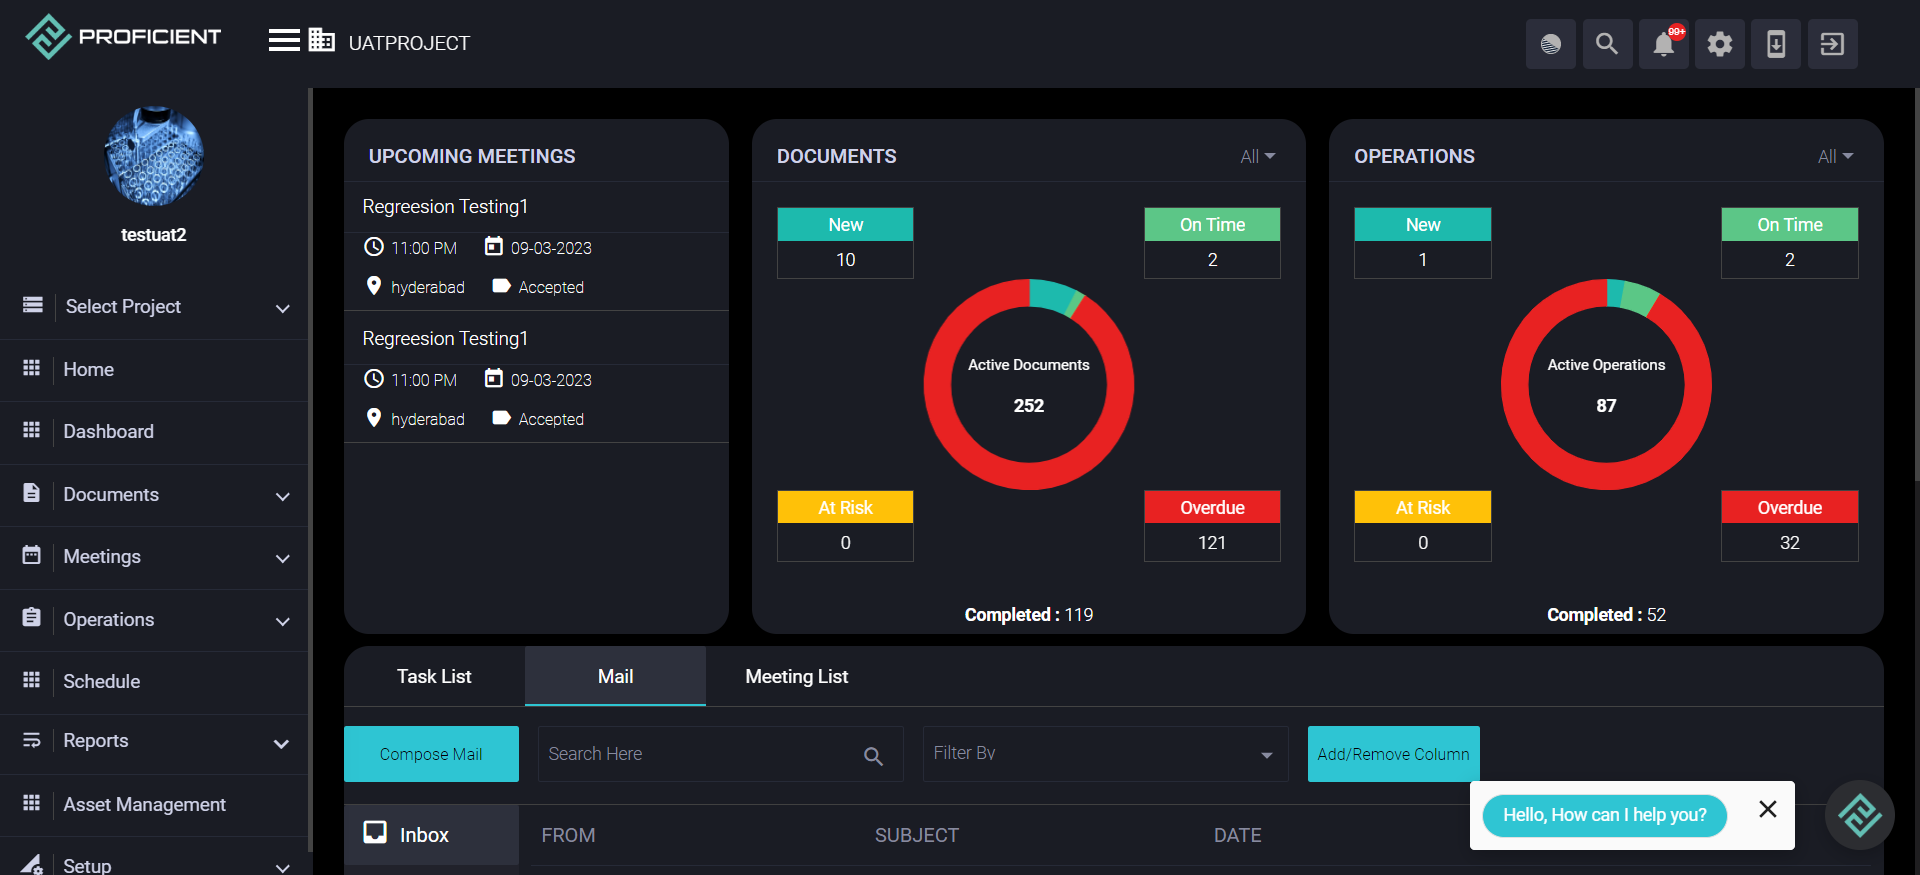 PROFICIENT
UATPROJECT
99+
testuat2
Select Project
Home
Dashboard
Documents
Meetings
Operations
Schedule
Reports
Asset Management
Setup
UPCOMING MEETINGS
Regreesion Testing1
11:00 PM 09-03-2023
hyderabad Accepted
Regreesion Testing1
11:00 PM 09-03-2023
hyderabad Accepted
DOCUMENTS All
New
10
On Time
2
Active Documents
252
At Risk
0
Overdue
121
Completed : 119
OPERATIONS All
New
1
On Time
2
Active Operations
87
At Risk
0
Overdue
32
Completed : 52
Task List Mail Meeting List
Compose Mail Search Here Filter By Add/Remove Column
Inbox FROM SUBJECT DATE
Hello, How can I help you?